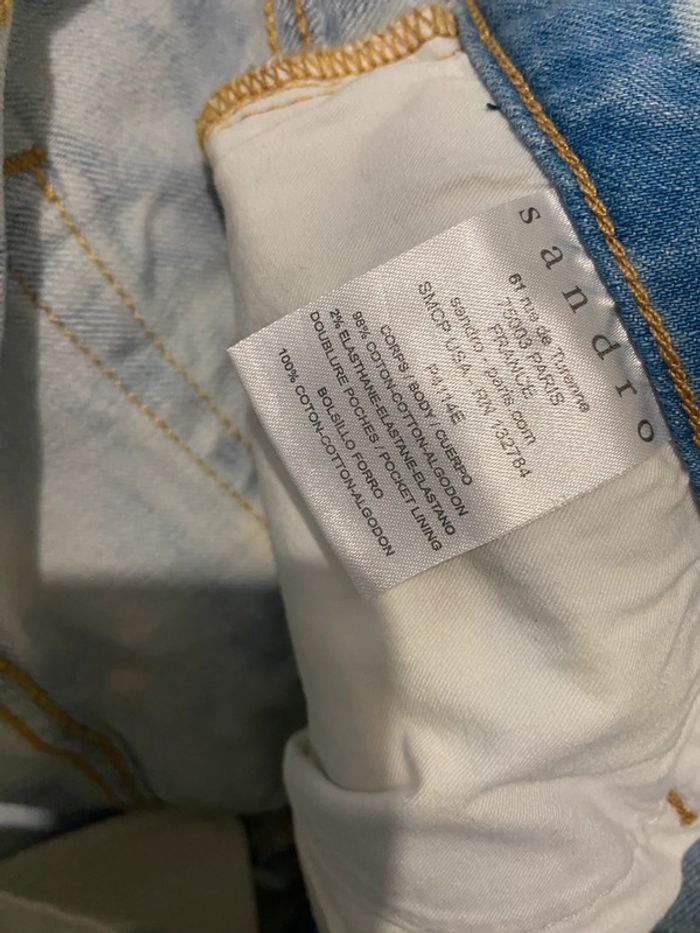 sandro
61 rue de Turenne
75003 PARIS
FRANCE
sandro-paris.com
SMCP USA - RN 132784
P4114E
CORPS / BODY / CUERPO
98% COTON-COTTON-ALGODON
2% ELASTHANE-ELASTANE-ELASTANO
DOUBLURE POCHES / POCKET LINING
BOLSILLO FORRO
100% COTON-COTTON-ALGODON